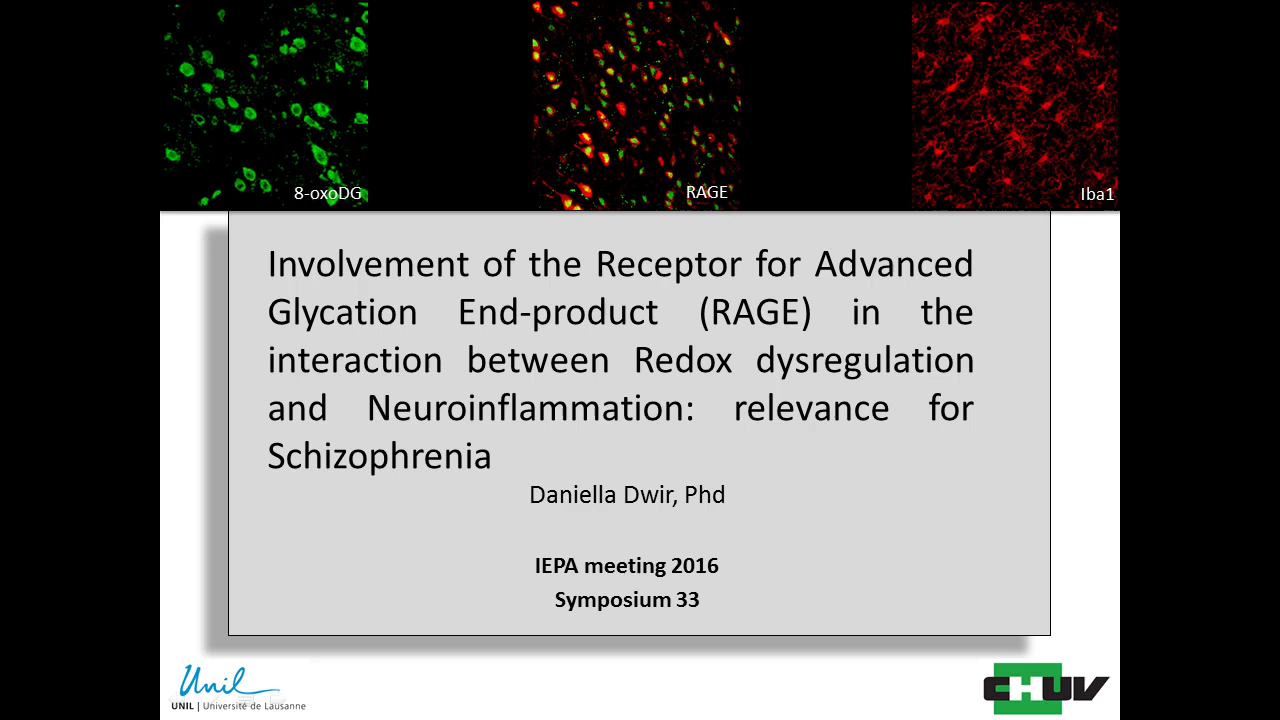 8-oxoDG
RAGE
Iba1
Involvement of the Receptor for Advanced
Glycation End-product (RAGE) in the
interaction between Redox dysregulation
and Neuroinflammation: relevance for
Schizophrenia
Daniella Dwir, Phd
IEPA meeting 2016
Symposium 33
Unil
UNIL | Université de Lausanne
CHUV